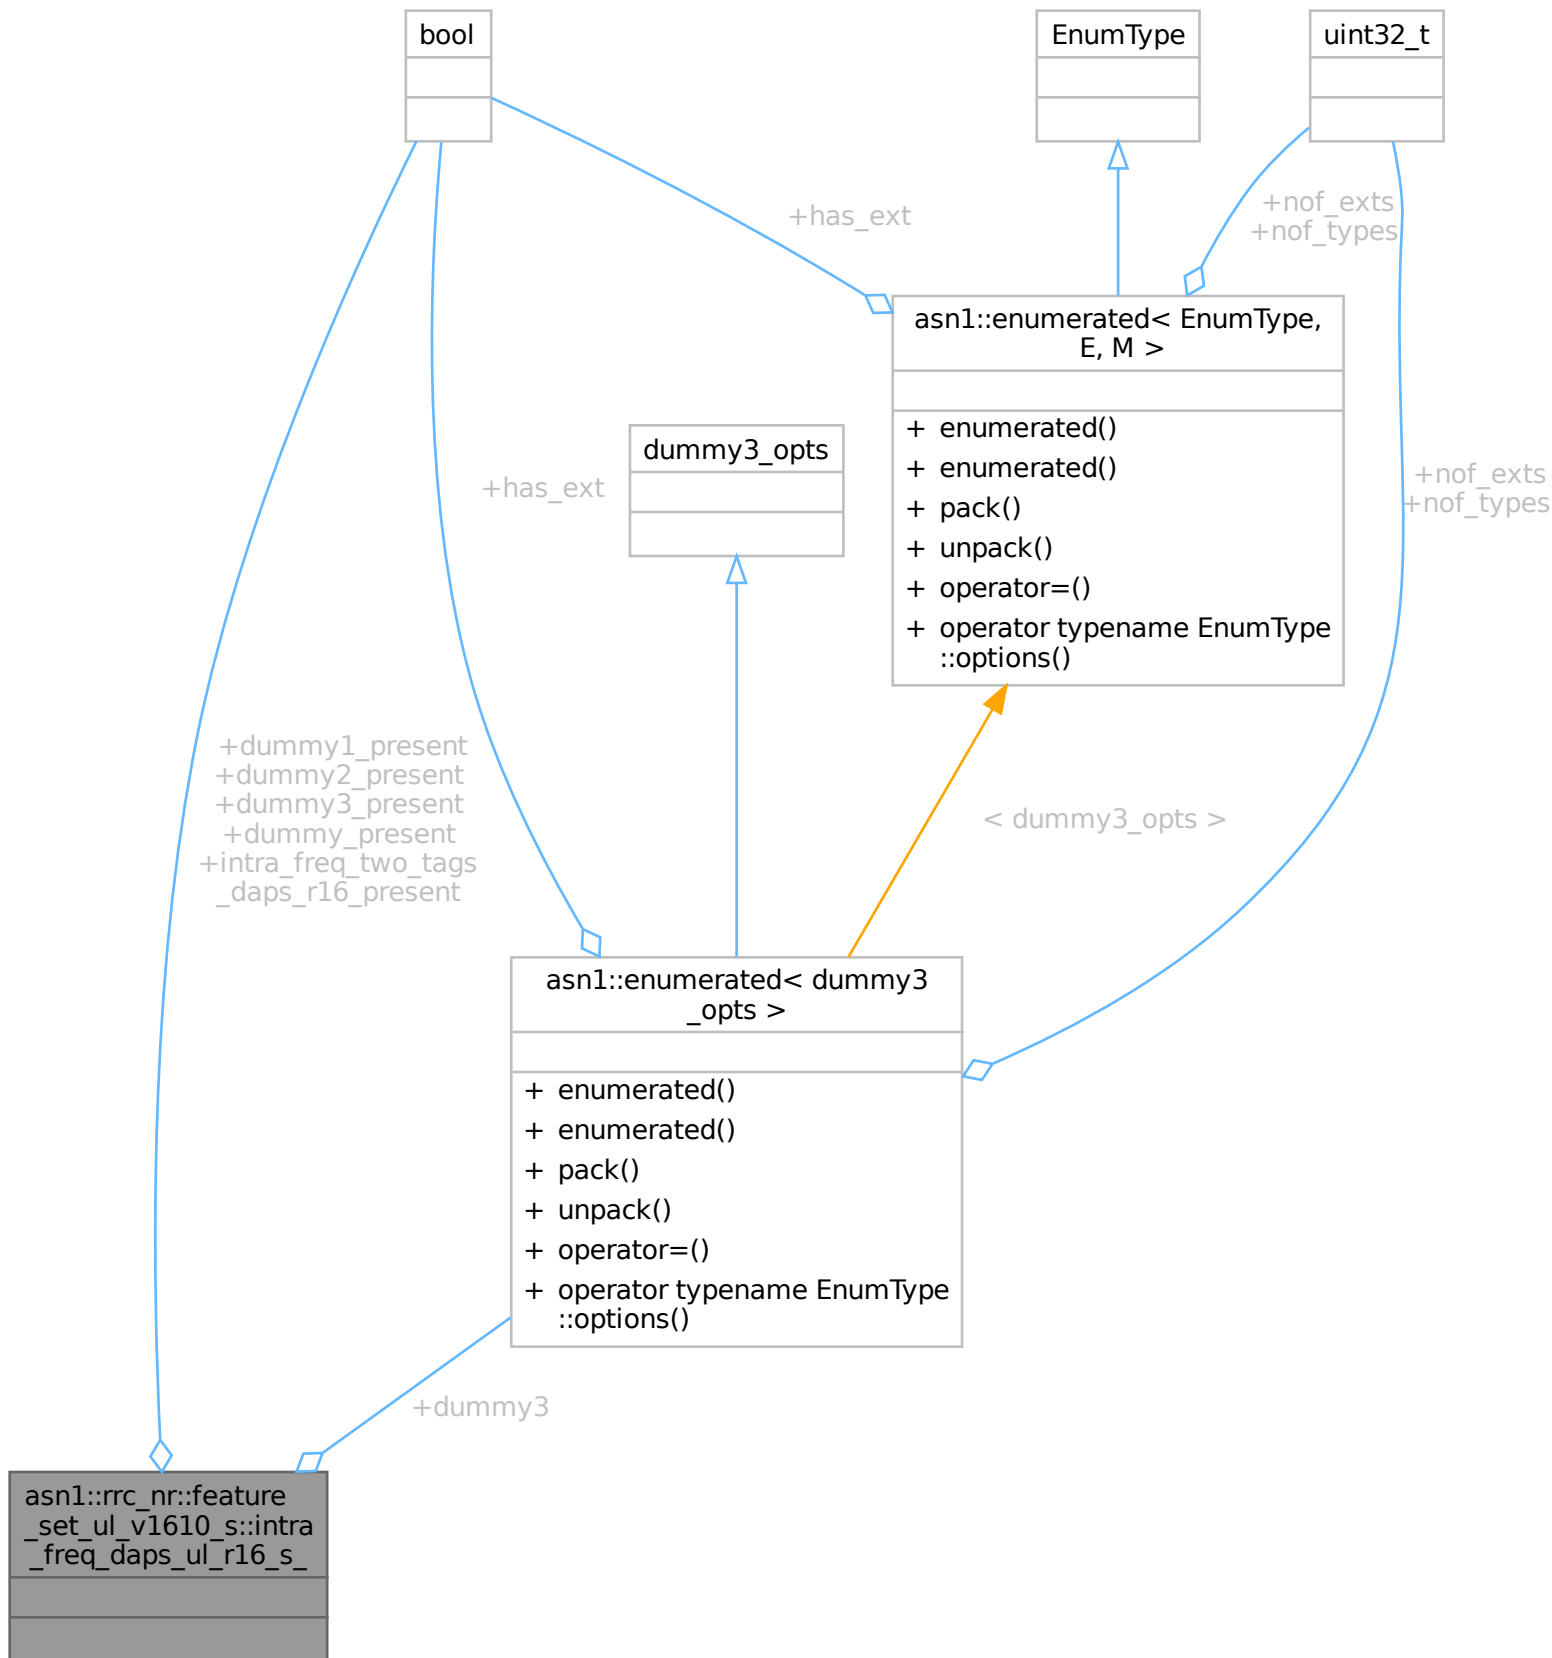 bool
EnumType
uint32_t
+has_ext
+nof_exts
+nof_types
asn1::enumerated< EnumType,
E, M >
+ enumerated()
+ enumerated()
+ pack()
+ unpack()
+ operator=()
+ operator typename EnumType
::options()
dummy3_opts
+has_ext
+nof_exts
+nof_types
+dummy1_present
+dummy2_present
+dummy3_present
+dummy_present
+intra_freq_two_tags
_daps_r16_present
< dummy3_opts >
asn1::enumerated< dummy3
_opts >
+ enumerated()
+ enumerated()
+ pack()
+ unpack()
+ operator=()
+ operator typename EnumType
::options()
+dummy3
asn1::rrc_nr::feature
_set_ul_v1610_s::intra
_freq_daps_ul_r16_s_